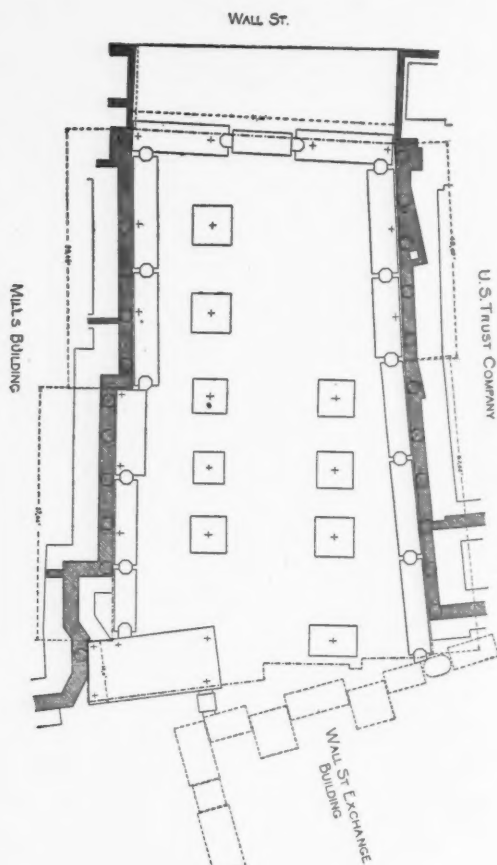 WALL ST.
MILLS BUILDING
U.S. TRUST COMPANY
WALL ST. EXCHANGE
BUILDING